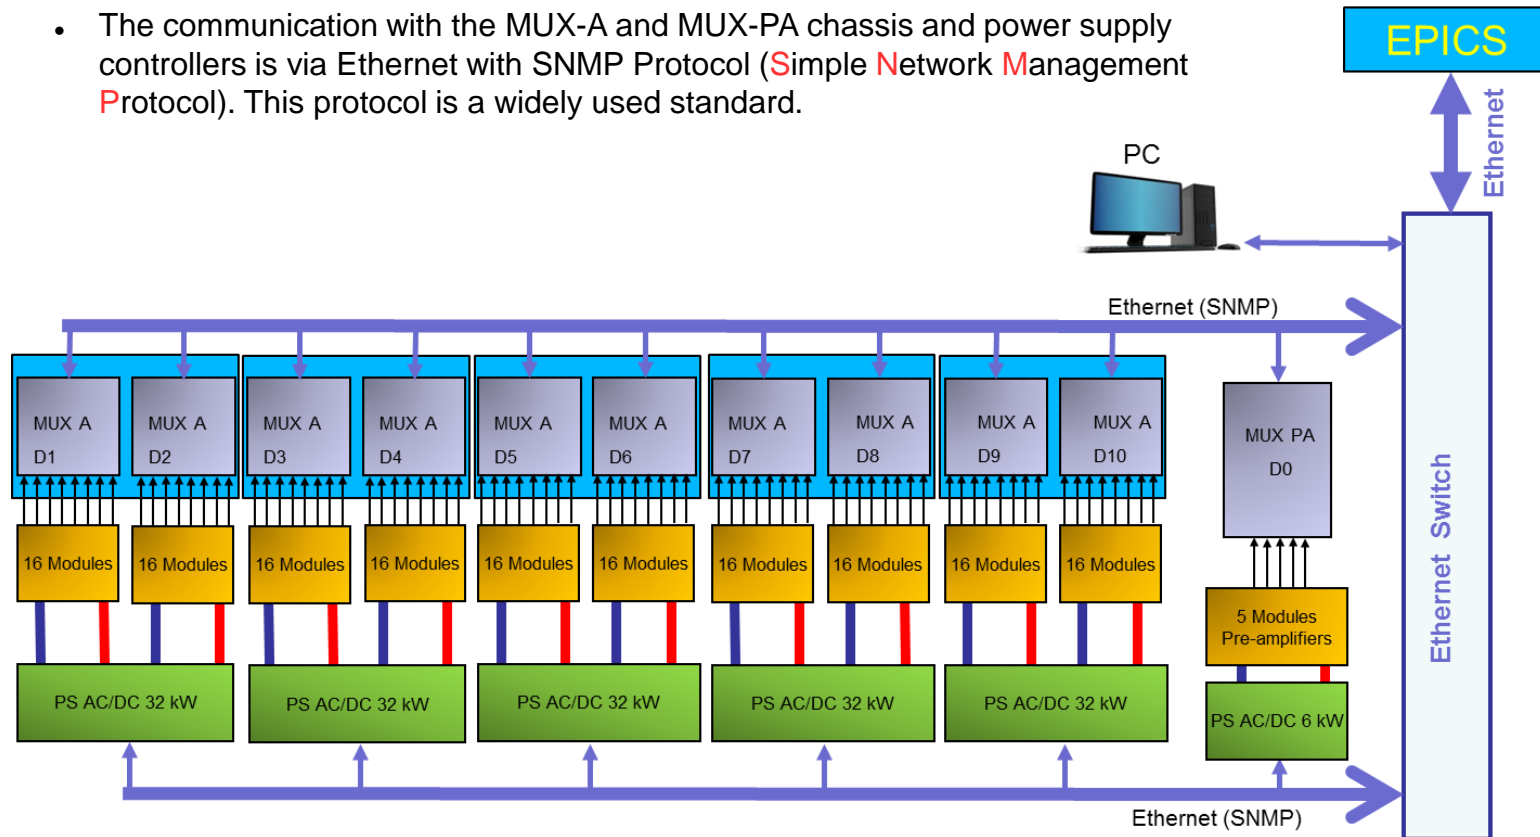 • The communication with the MUX-A and MUX-PA chassis and power supply
controllers is via Ethernet with SNMP Protocol (Simple Network Management
Protocol). This protocol is a widely used standard.
EPICS
Ethernet
PC
Ethernet (SNMP)
MUX A
D1
MUX A
D2
MUX A
D3
MUX A
D4
MUX A
D5
MUX A
D6
MUX A
D7
MUX A
D8
MUX A
D9
MUX A
D10
MUX PA
D0
16 Modules
16 Modules
16 Modules
16 Modules
16 Modules
16 Modules
16 Modules
16 Modules
16 Modules
16 Modules
5 Modules
Pre-amplifiers
PS AC/DC 32 kW
PS AC/DC 32 kW
PS AC/DC 32 kW
PS AC/DC 32 kW
PS AC/DC 32 kW
PS AC/DC 6 kW
Ethernet Switch
Ethernet (SNMP)